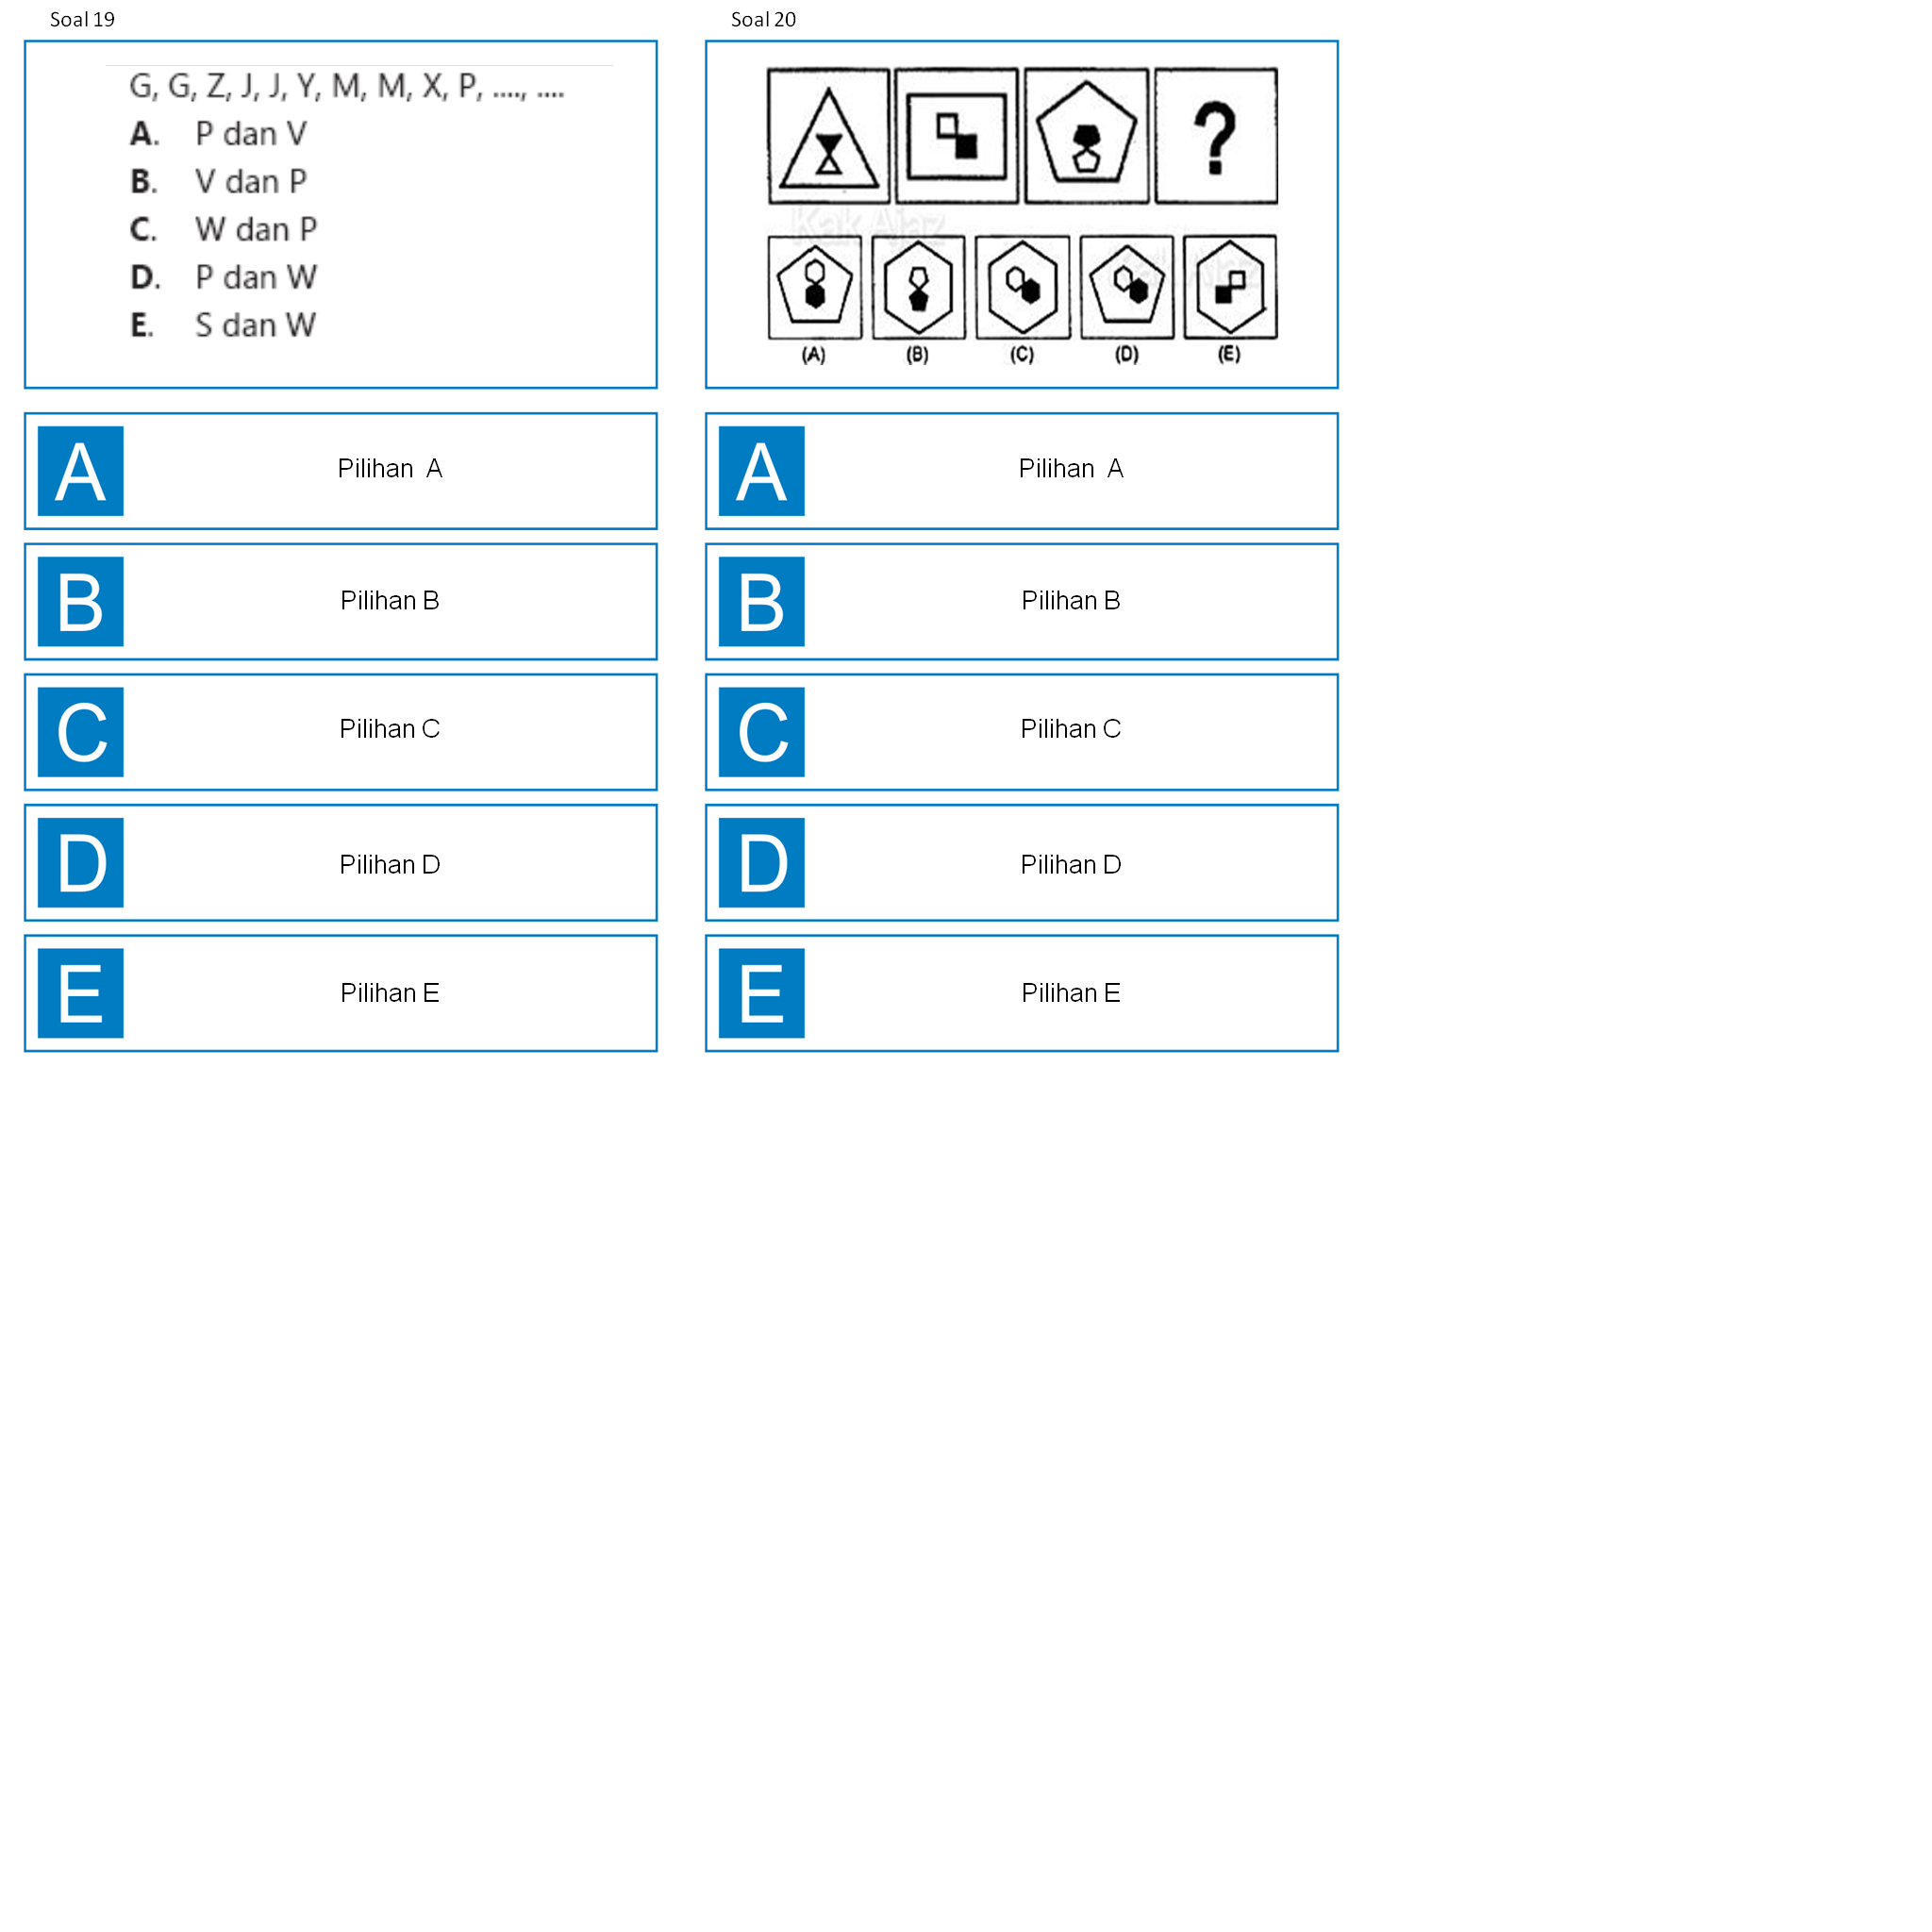 Soal 19
G, G, Z, J, J, Y, M, M, X, P, ...., ....
A. P dan V
B. V dan P
C. W dan P
D. P dan W
E. S dan W
A Pilihan A
B Pilihan B
C Pilihan C
D Pilihan D
E Pilihan E
Soal 20
?
Kak Ajaz
(A) (B) (C) (D) (E)
A Pilihan A
B Pilihan B
C Pilihan C
D Pilihan D
E Pilihan E